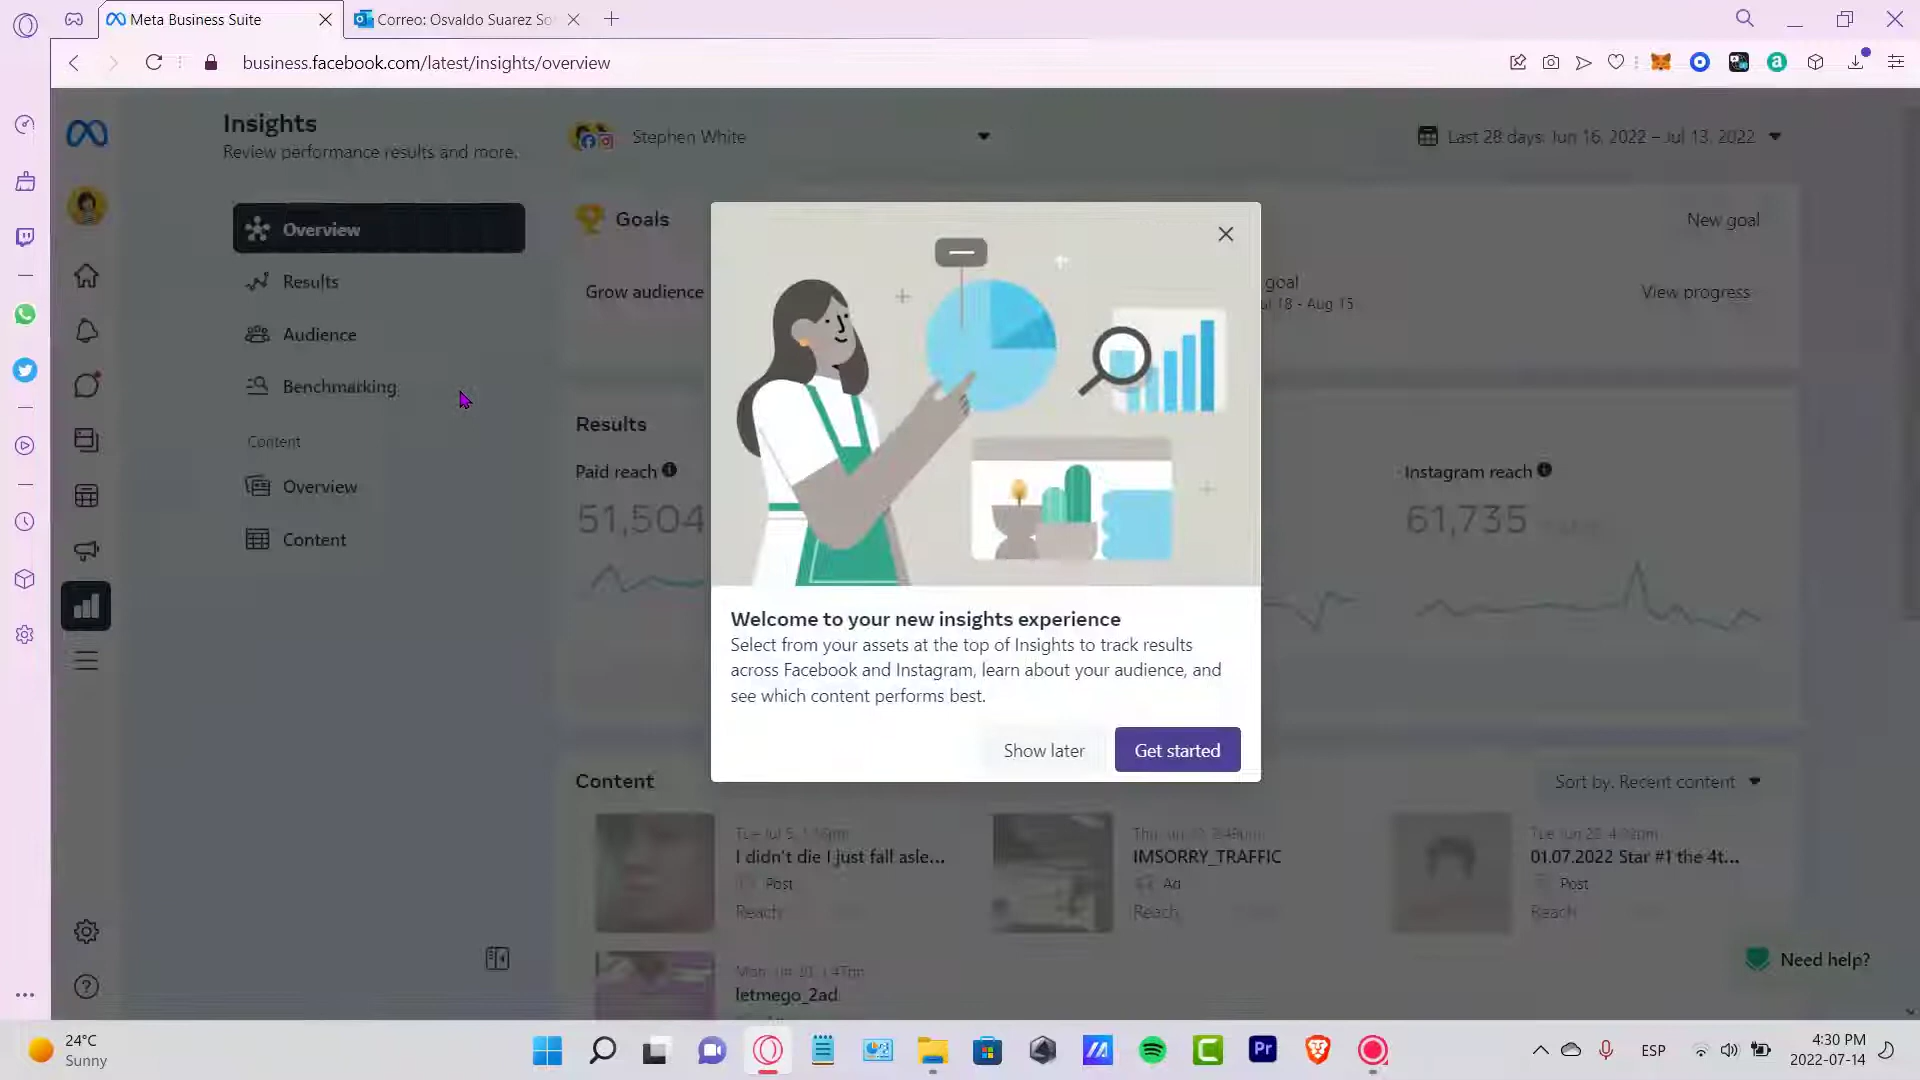 Meta Business Suite
Correo: Osvaldo Suarez So
business.facebook.com/latest/insights/overview
Insights
Review performance results and more.
Stephen White
Last 28 days: Jun 16, 2022 – Jul 13, 2022
Overview
Results
Audience
Benchmarking
Content
Overview
Content
Goals
New goal
Grow audience
goal
18 - Aug 15
View progress
Results
Paid reach
51,504
Instagram reach
61,735
Welcome to your new insights experience
Select from your assets at the top of Insights to track results
across Facebook and Instagram, learn about your audience, and
see which content performs best.
Show later
Get started
Content
Sort by: Recent content
I didn't die I just fall asle...
Post
Reach
IMSORRY_TRAFFIC
Ad
Reach
01.07.2022 Star #1 the 4t...
Post
Reach
letmego_2ad
Need help?
24°C
Sunny
Pr
ESP
4:30 PM
2022-07-14